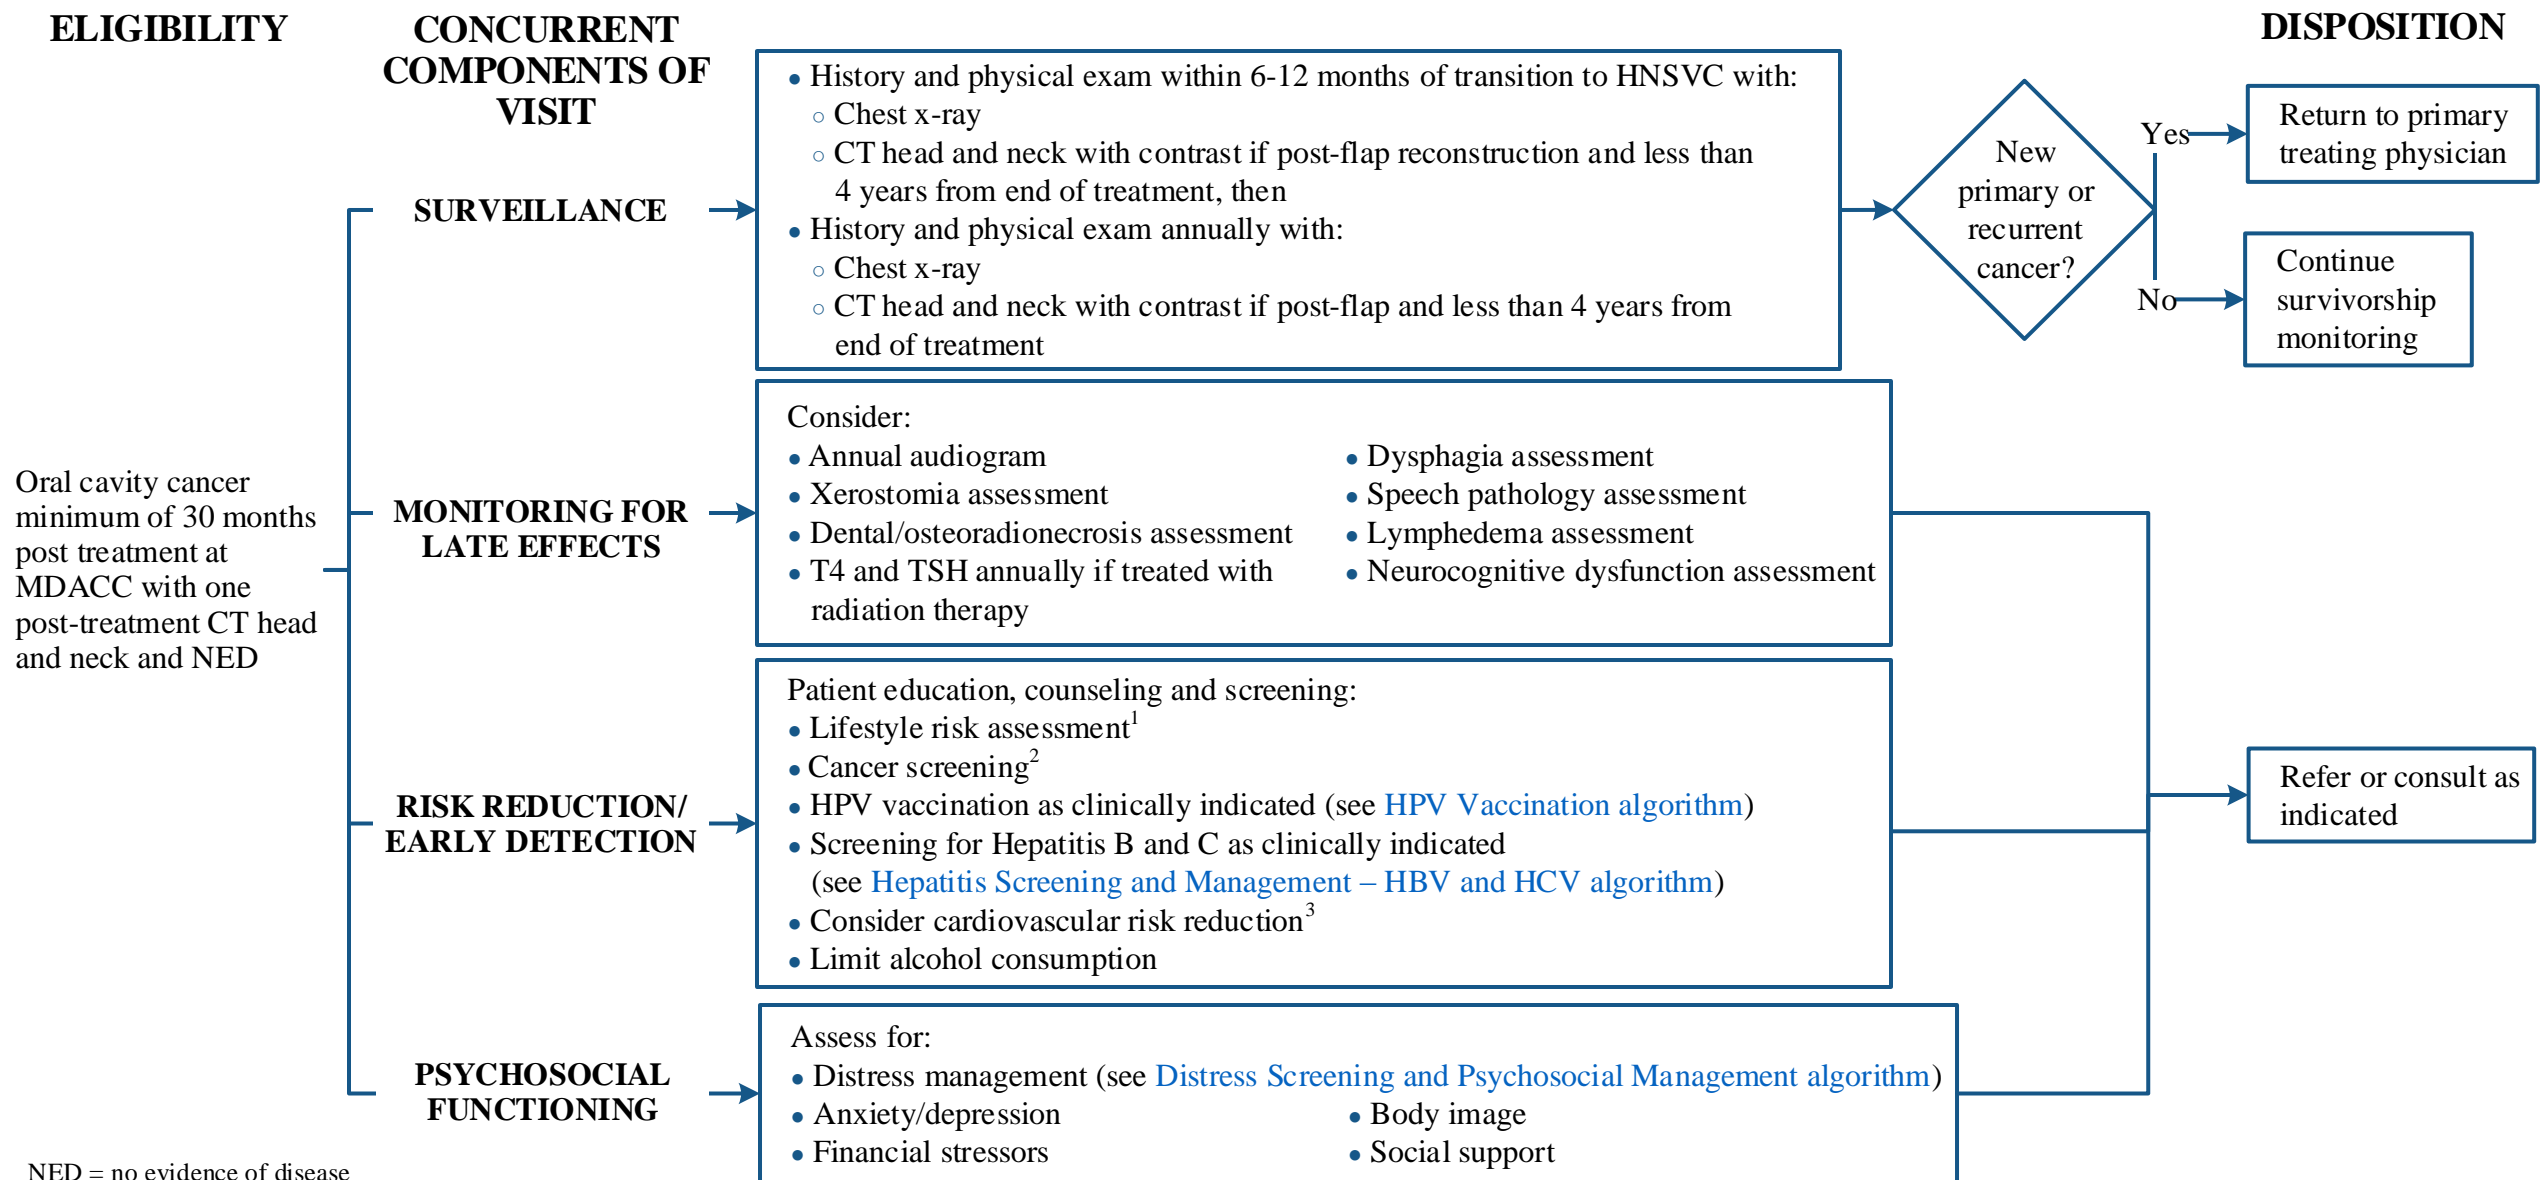 ELIGIBILITY
CONCURRENT
COMPONENTS OF
VISIT
DISPOSITION
Oral cavity cancer
minimum of 30 months
post treatment at
MDACC with one
post-treatment CT head
and neck and NED
SURVEILLANCE
● History and physical exam within 6-12 months of transition to HNSVC with:
○ Chest x-ray
○ CT head and neck with contrast if post-flap reconstruction and less than
4 years from end of treatment, then
● History and physical exam annually with:
○ Chest x-ray
○ CT head and neck with contrast if post-flap and less than 4 years from
end of treatment
New
primary or
recurrent
cancer?
Yes
Return to primary
treating physician
No
Continue
survivorship
monitoring
MONITORING FOR
LATE EFFECTS
Consider:
● Annual audiogram
● Xerostomia assessment
● Dental/osteoradionecrosis assessment
● T4 and TSH annually if treated with
radiation therapy
● Dysphagia assessment
● Speech pathology assessment
● Lymphedema assessment
● Neurocognitive dysfunction assessment
RISK REDUCTION/
EARLY DETECTION
Patient education, counseling and screening:
● Lifestyle risk assessment1
● Cancer screening2
● HPV vaccination as clinically indicated (see HPV Vaccination algorithm)
● Screening for Hepatitis B and C as clinically indicated
(see Hepatitis Screening and Management – HBV and HCV algorithm)
● Consider cardiovascular risk reduction3
● Limit alcohol consumption
Refer or consult as
indicated
PSYCHOSOCIAL
FUNCTIONING
Assess for:
● Distress management (see Distress Screening and Psychosocial Management algorithm)
● Anxiety/depression
● Financial stressors
● Body image
● Social support
NED = no evidence of disease